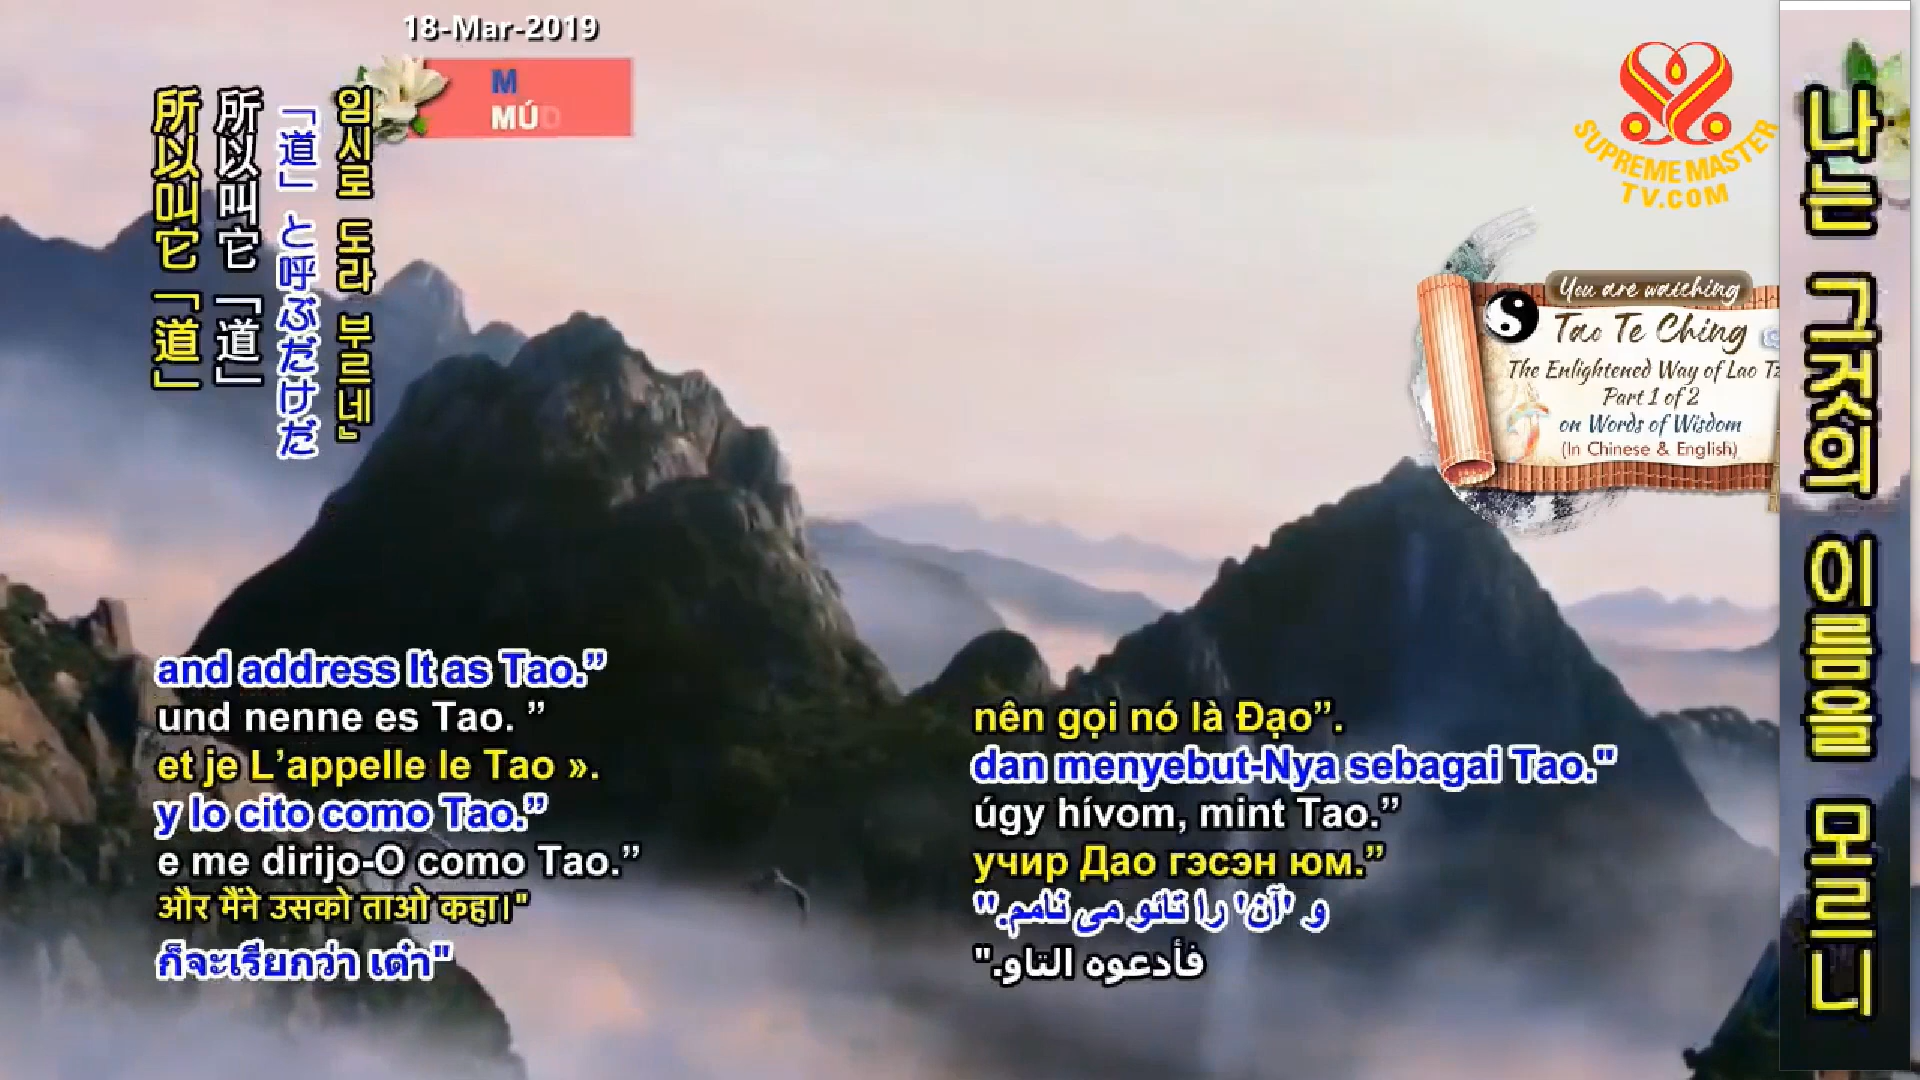 18-Mar-2019
M
MÚD
SUPREME MASTER
TV.COM
You are watching
Tao Te Ching
The Enlightened Way of Lao Tz
Part 1 of 2
on Words of Wisdom
(In Chinese & English)
나는 그것의 이름을 모르니
임시로 도라 부르네』
「道」と呼ぶだけだ
所以叫它「道」
所以叫它「道」
and address It as Tao.”
und nenne es Tao. ”
et je L’appelle le Tao ».
y lo cito como Tao.”
e me dirijo-O como Tao.”
और मैंने उसको ताओ कहा।"
ก็จะเรียกว่า เต๋า"
nên gọi nó là Đạo”.
dan menyebut-Nya sebagai Tao."
úgy hívom, mint Tao.”
учир Дао гэсэн юм.”
و 'آن' را تائو می نامم."
فأدعوه التاو."